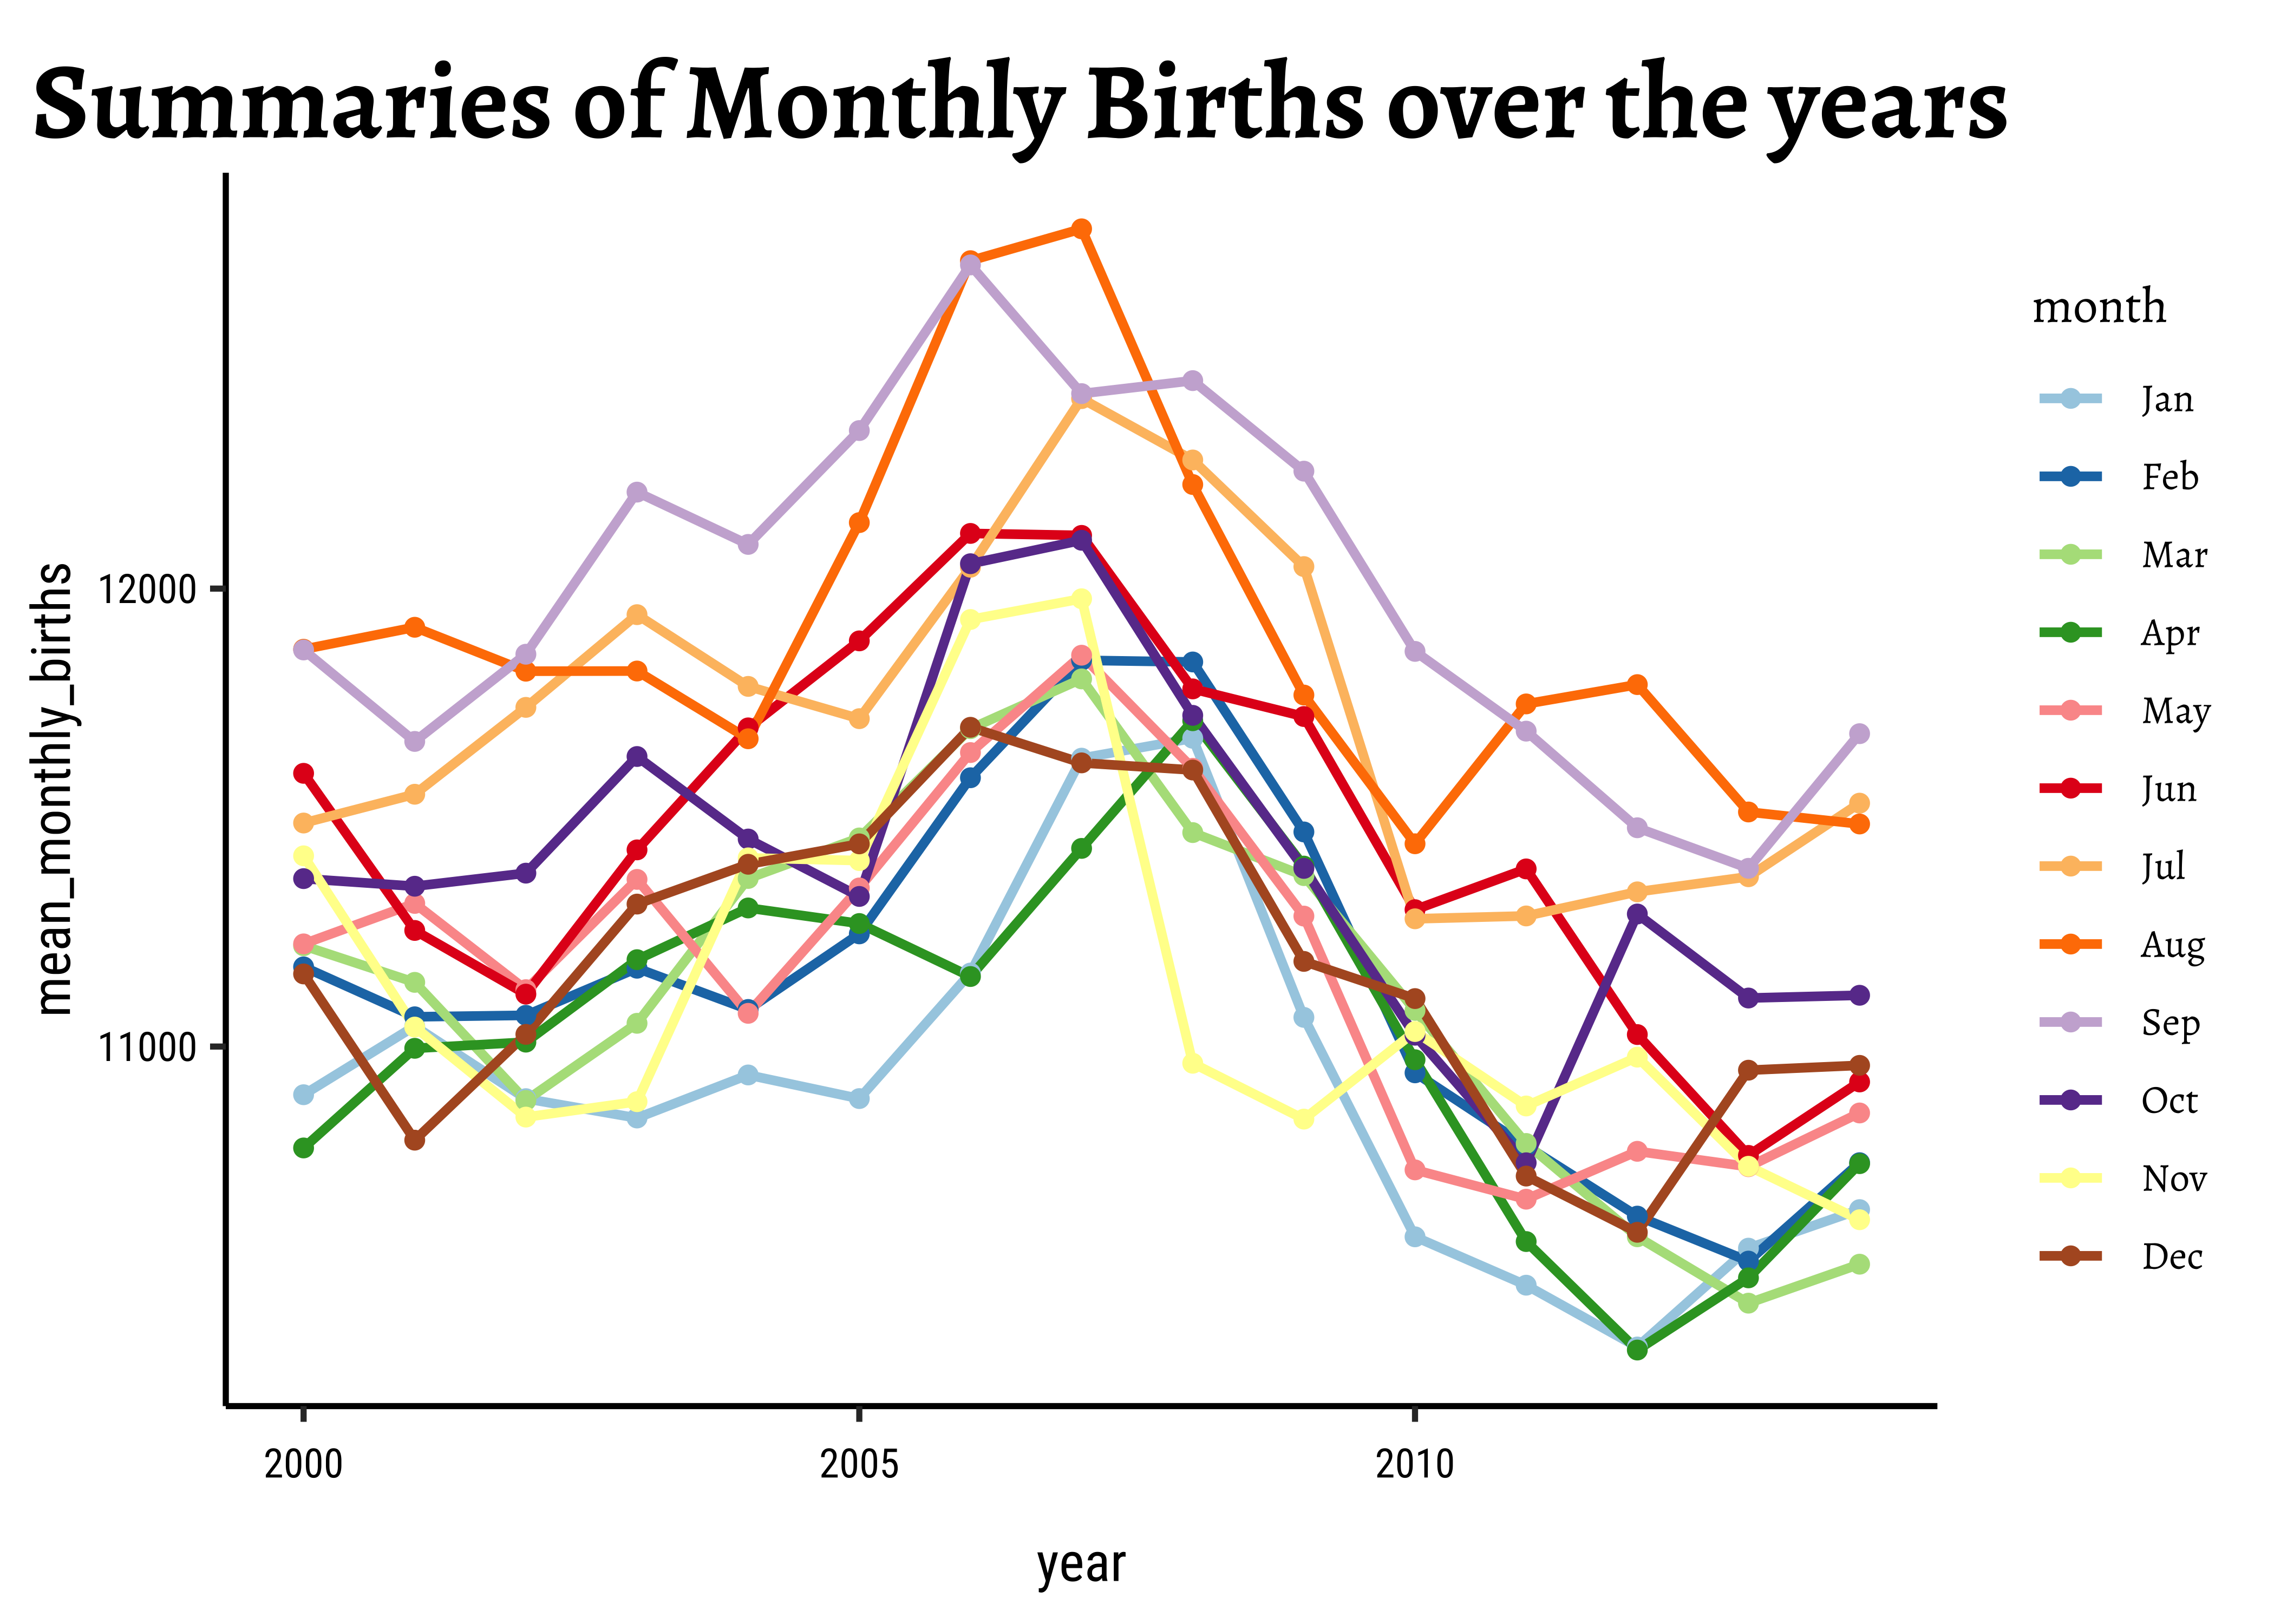 Summaries of Monthly Births over the years
mean_monthly_births
12000
11000
2000
2005
2010
year
month
Jan
Feb
Mar
Apr
May
Jun
Jul
Aug
Sep
Oct
Nov
Dec